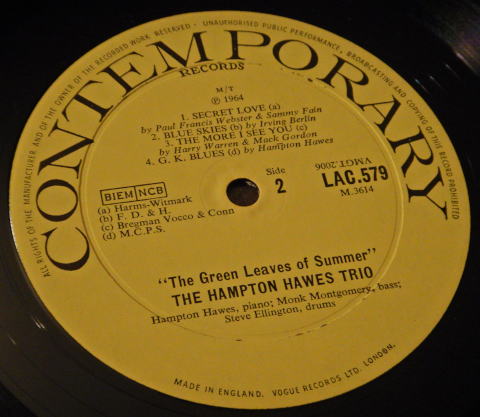 ALL RIGHTS OF THE MANUFACTURER AND OF THE OWNER OF THE RECORDED WORK RESERVED · UNAUTHORISED PUBLIC PERFORMANCE, BROADCASTING AND COPYING OF THIS RECORD PROHIBITED
CONTEMPORARY
RECORDS
M/T
℗ 1964
1. SECRET LOVE (a)
by Paul Francis Webster & Sammy Fain
2. BLUE SKIES (b) by Irving Berlin
3. THE MORE I SEE YOU (c)
by Harry Warren & Mack Gordon
4. G. K. BLUES (d) by Hampton Hawes
BIEM NCB
(a) Harms-Witmark
(b) F. D. & H.
(c) Bregman Vocco & Conn
(d) M.C.P.S.
Side
2
VMGT.2006
LAC.579
M.3614
"The Green Leaves of Summer"
THE HAMPTON HAWES TRIO
Hampton Hawes, piano; Monk Montgomery, bass;
Steve Ellington, drums
MADE IN ENGLAND. VOGUE RECORDS LTD. LONDON.